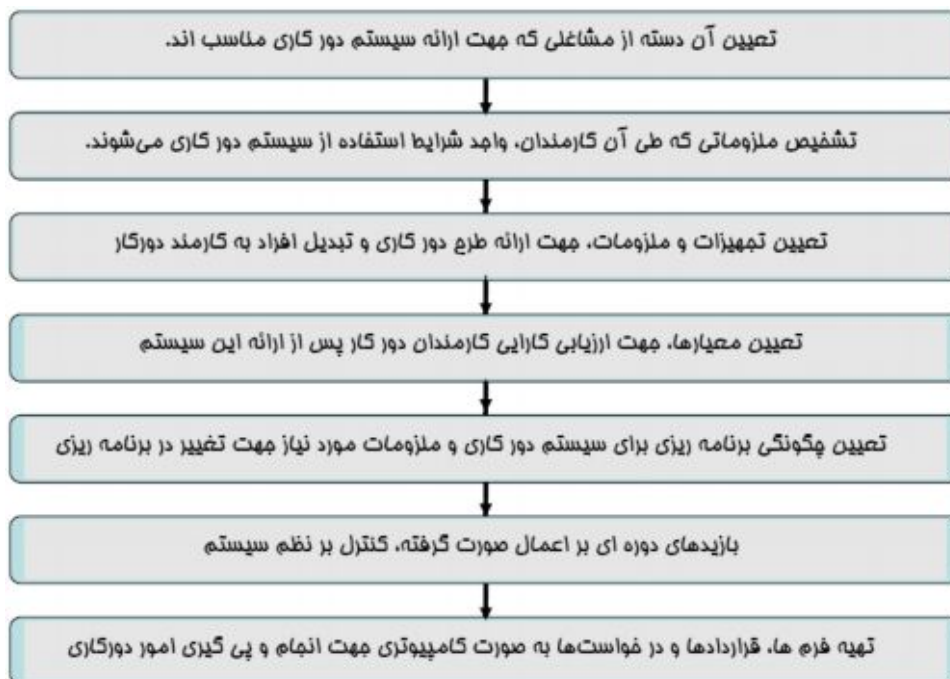 تعیین آن دسته از مشاغلی که جهت ارائه سیستم دور کاری مناسب اند.
تشخیص ملزوماتی که طی آن کارمندان، واجد شرایط استفاده از سیستم دور کاری می‌شوند.
تعیین تجهیزات و ملزومات، جهت ارائه طرح دور کاری و تبدیل افراد به کارمند دورکار
تعیین معیارها، جهت ارزیابی کارایی کارمندان دور کار پس از ارائه این سیستم
تعیین چگونگی برنامه ریزی برای سیستم دور کاری و ملزومات مورد نیاز جهت تغییر در برنامه ریزی
بازیدهای دوره ای بر اعمال صورت گرفته، کنترل بر نظم سیستم
تهیه فرم ها، قراردادها و در خواست‌ها به صورت کامپیوتری جهت انجام و پی گیری امور دورکاری